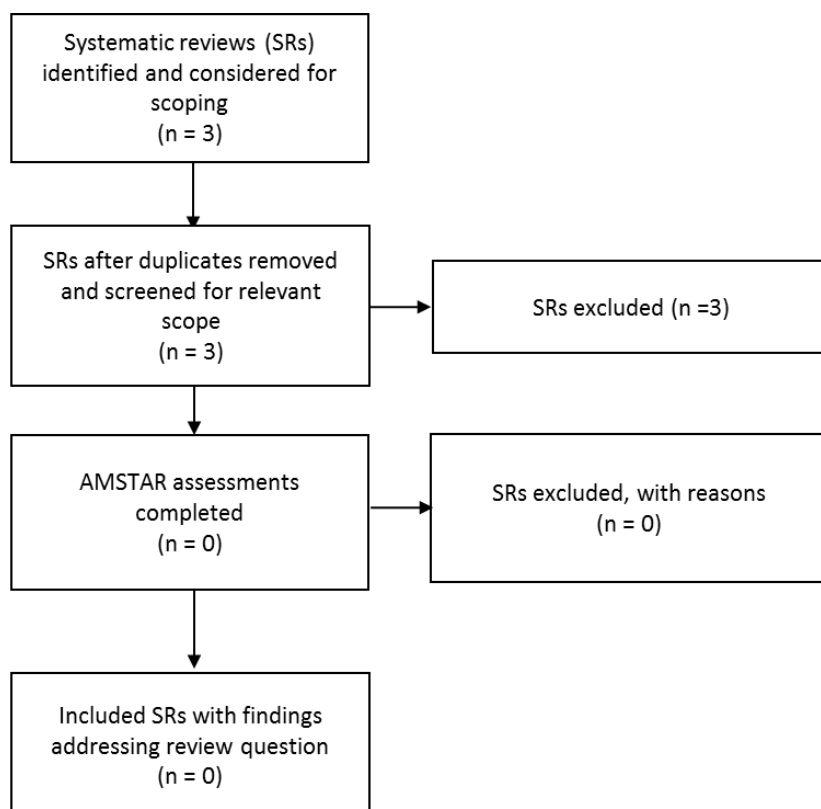 Systematic reviews (SRs)
identified and considered for
scoping
(n = 3)
SRs after duplicates removed
and screened for relevant
scope
(n = 3)
SRs excluded (n =3)
AMSTAR assessments
completed
(n = 0)
SRs excluded, with reasons
(n = 0)
Included SRs with findings
addressing review question
(n = 0)